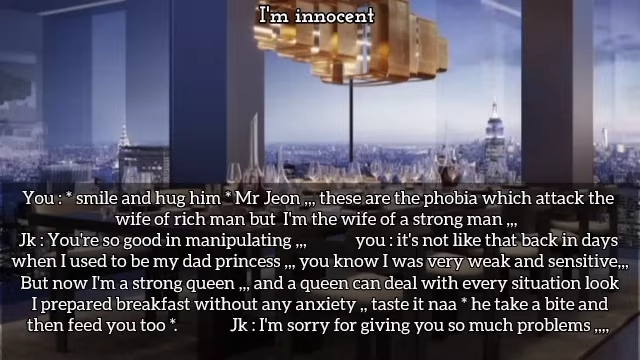 I'm innocent
You : * smile and hug him * Mr Jeon ,,, these are the phobia which attack the
wife of rich man but I'm the wife of a strong man ,,,
Jk : You're so good in manipulating ,,, you : it's not like that back in days
when I used to be my dad princess ,,, you know I was very weak and sensitive,,,
But now I'm a strong queen ,,, and a queen can deal with every situation look
I prepared breakfast without any anxiety ,, taste it naa * he take a bite and
then feed you too *. Jk : I'm sorry for giving you so much problems ,,,,